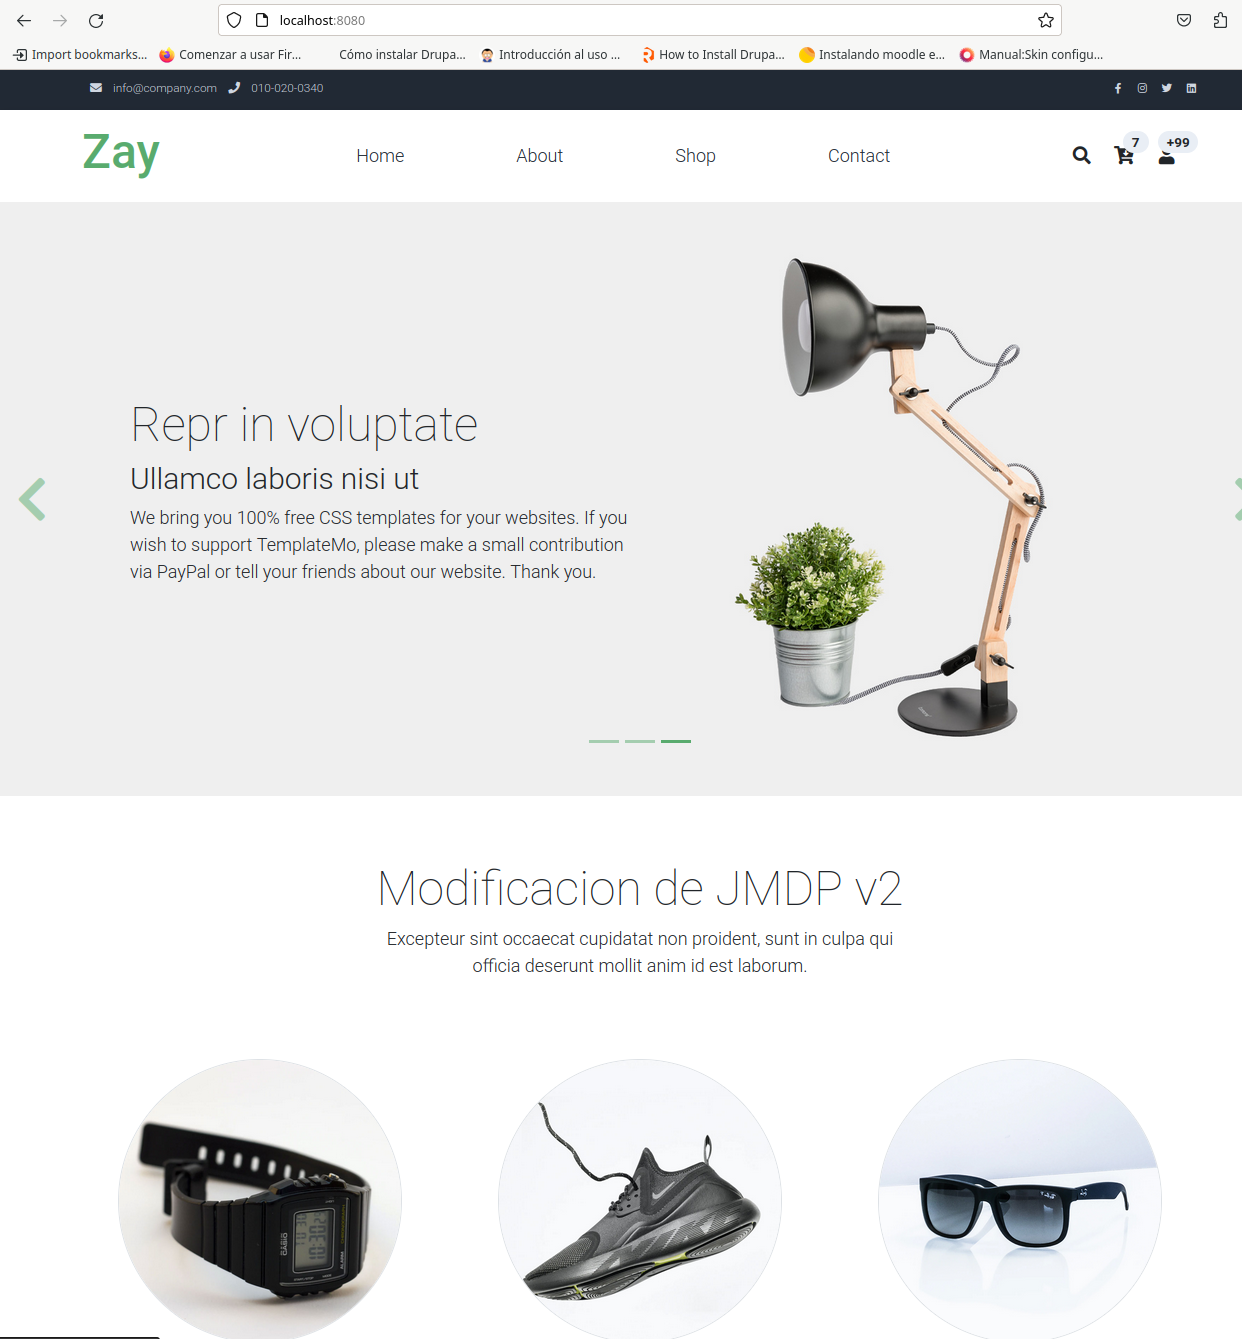 localhost:8080
Import bookmarks... Comenzar a usar Fir... Cómo instalar Drupa... Introducción al uso ... How to Install Drupa... Instalando moodle e... Manual:Skin configu...
info@company.com 010-020-0340
Zay Home About Shop Contact 7 +99
Repr in voluptate
Ullamco laboris nisi ut
We bring you 100% free CSS templates for your websites. If you
wish to support TemplateMo, please make a small contribution
via PayPal or tell your friends about our website. Thank you.
Modificacion de JMDP v2
Excepteur sint occaecat cupidatat non proident, sunt in culpa qui
officia deserunt mollit anim id est laborum.
CASIO